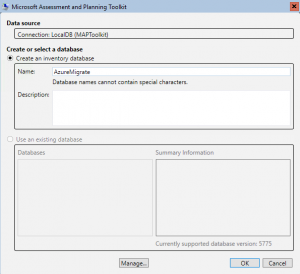 Microsoft Assessment and Planning Toolkit
Data source
Connection: LocalDB (MAPToolkit)
Create or select a database
Create an inventory database
Name: AzureMigrate
Database names cannot contain special characters.
Description:
Use an existing database
Databases Summary Information
Currently supported database version: 5775
Manage... OK Cancel